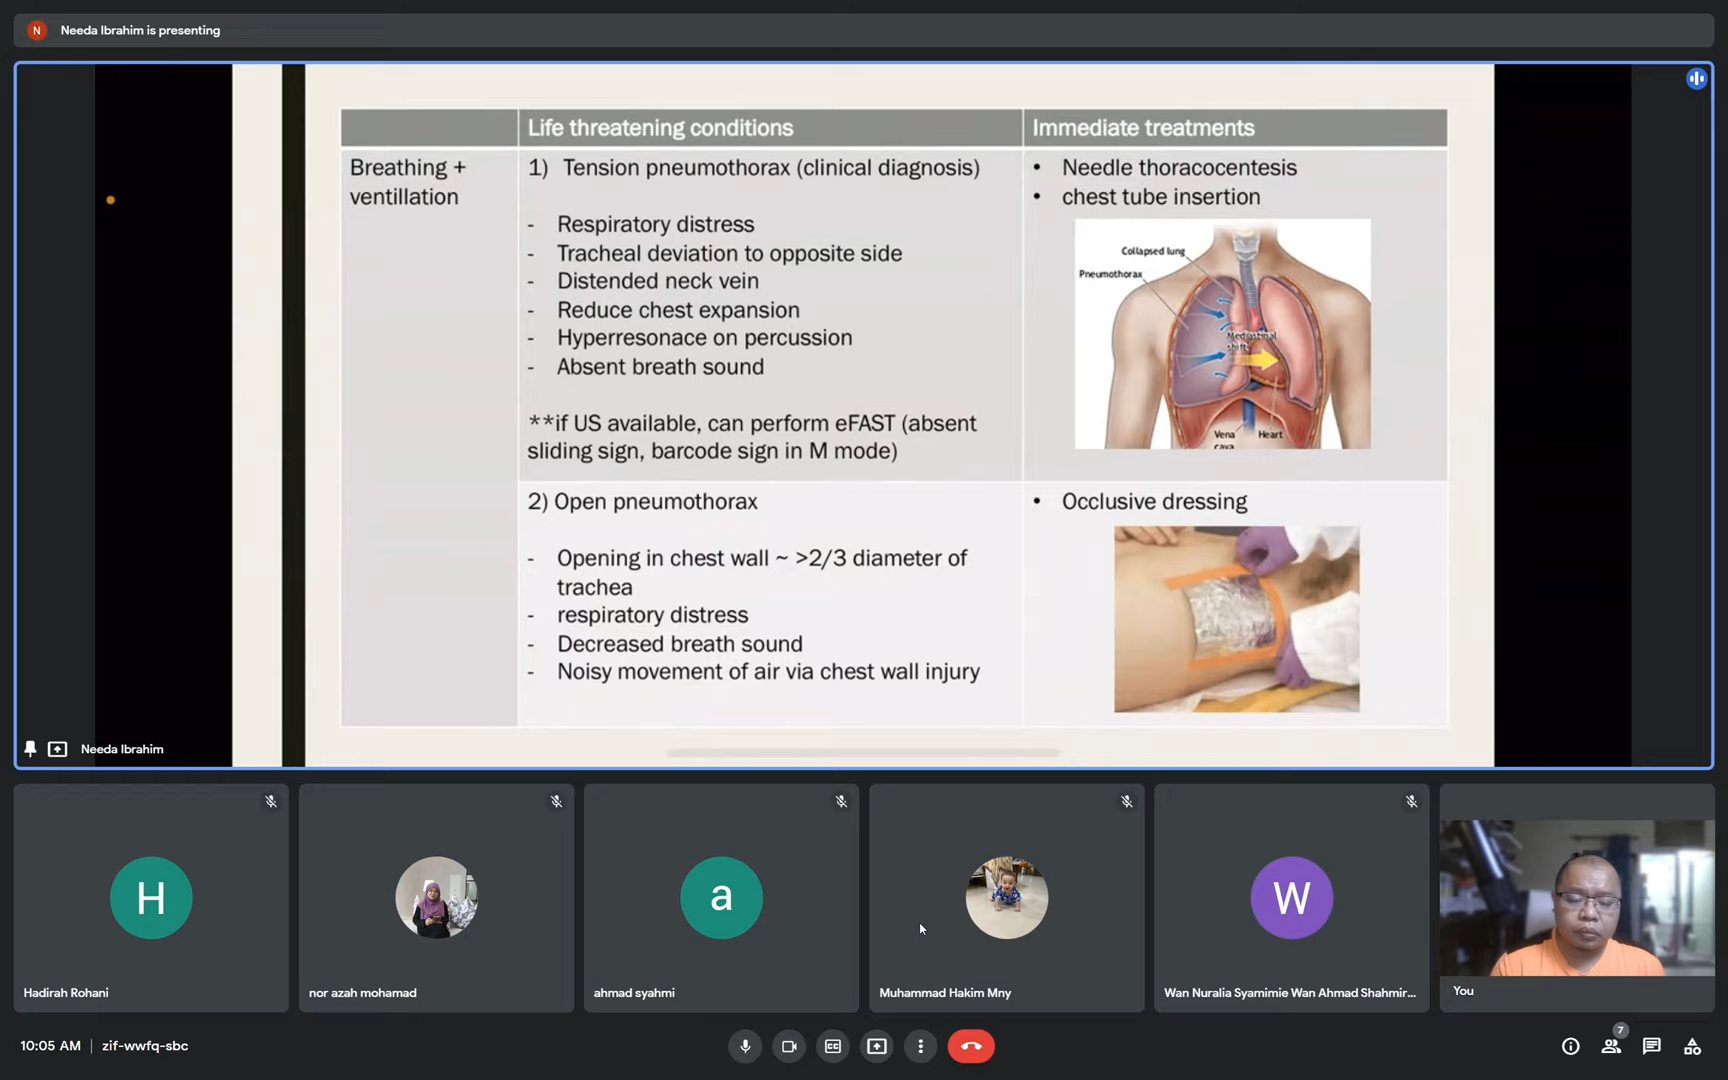 N
Needa Ibrahim is presenting
Life threatening conditions
Immediate treatments
Breathing +
ventillation
1) Tension pneumothorax (clinical diagnosis)
- Respiratory distress
- Tracheal deviation to opposite side
- Distended neck vein
- Reduce chest expansion
- Hyperresonace on percussion
- Absent breath sound
**if US available, can perform eFAST (absent
sliding sign, barcode sign in M mode)
• Needle thoracocentesis
• chest tube insertion
Collapsed lung
Pneumothorax
Mediastinal
shift
Vena
cava
Heart
2) Open pneumothorax
- Opening in chest wall ~ >2/3 diameter of
trachea
- respiratory distress
- Decreased breath sound
- Noisy movement of air via chest wall injury
• Occlusive dressing
Needa Ibrahim
H
Hadirah Rohani
nor azah mohamad
a
ahmad syahmi
Muhammad Hakim Mny
W
Wan Nuralia Syamimie Wan Ahmad Shahmir...
You
10:05 AM | zif-wwfq-sbc
CC
7